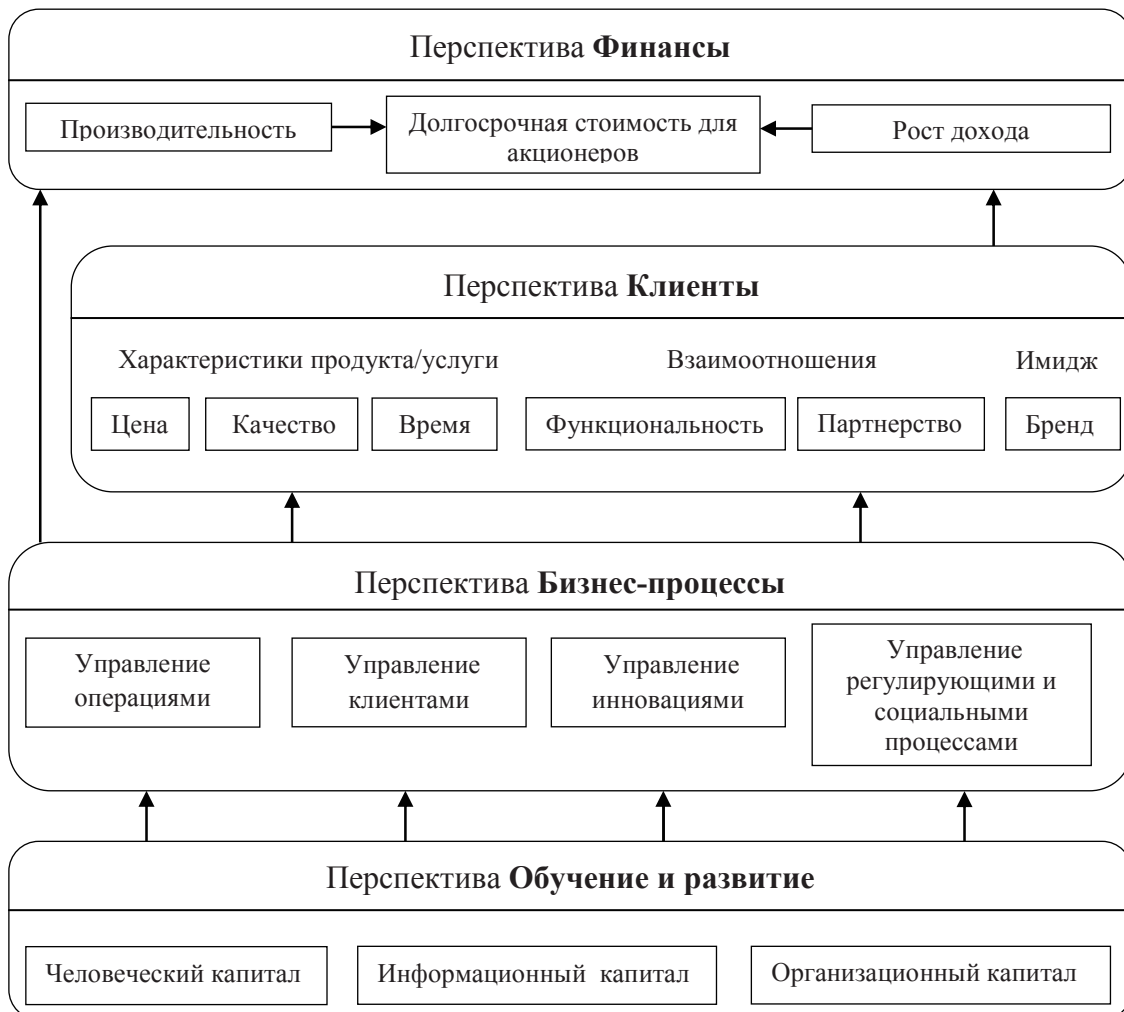 Перспектива Финансы
Производительность
Долгосрочная стоимость для
акционеров
Рост дохода
Перспектива Клиенты
Характеристики продукта/услуги
Взаимоотношения
Имидж
Цена
Качество
Время
Функциональность
Партнерство
Бренд
Перспектива Бизнес-процессы
Управление
операциями
Управление
клиентами
Управление
инновациями
Управление
регулирующими и
социальными
процессами
Перспектива Обучение и развитие
Человеческий капитал
Информационный капитал
Организационный капитал